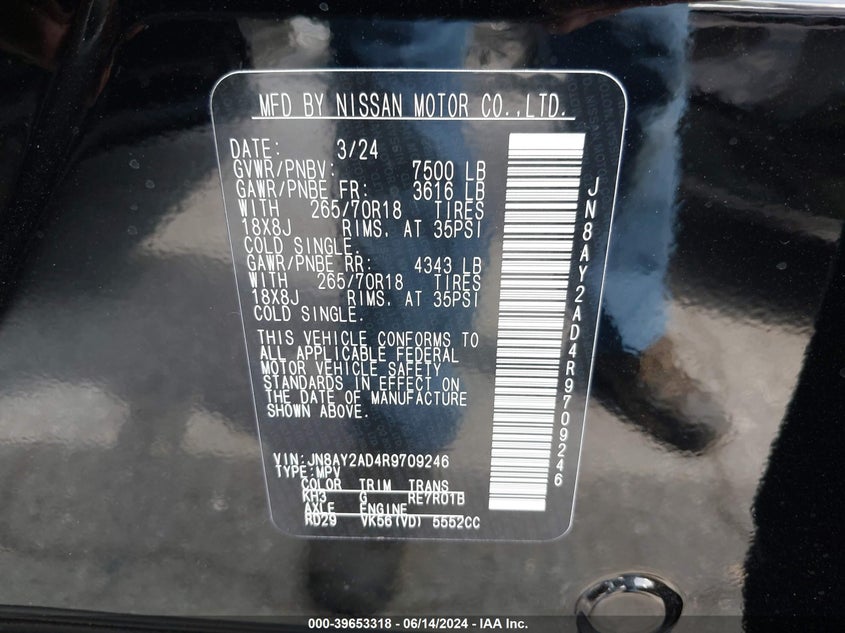 MFD BY NISSAN MOTOR CO.,LTD.
DATE: 3/24
GVWR/PNBV: 7500 LB
GAWR/PNBE FR: 3616 LB
WITH 265/70R18 TIRES
18X8J RIMS. AT 35PSI
COLD SINGLE.
GAWR/PNBE RR: 4343 LB
WITH 265/70R18 TIRES
18X8J RIMS. AT 35PSI
COLD SINGLE.
THIS VEHICLE CONFORMS TO
ALL APPLICABLE FEDERAL
MOTOR VEHICLE SAFETY
STANDARDS IN EFFECT ON
THE DATE OF MANUFACTURE
SHOWN ABOVE.
VIN:JN8AY2AD4R9709246
TYPE:MPV
COLOR TRIM TRANS
KH3 G RE7R01B
AXLE ENGINE
RD29 VK56(VD) 5552CC
JN8AY2AD4R9709246
000-39653318 - 06/14/2024 - IAA Inc.